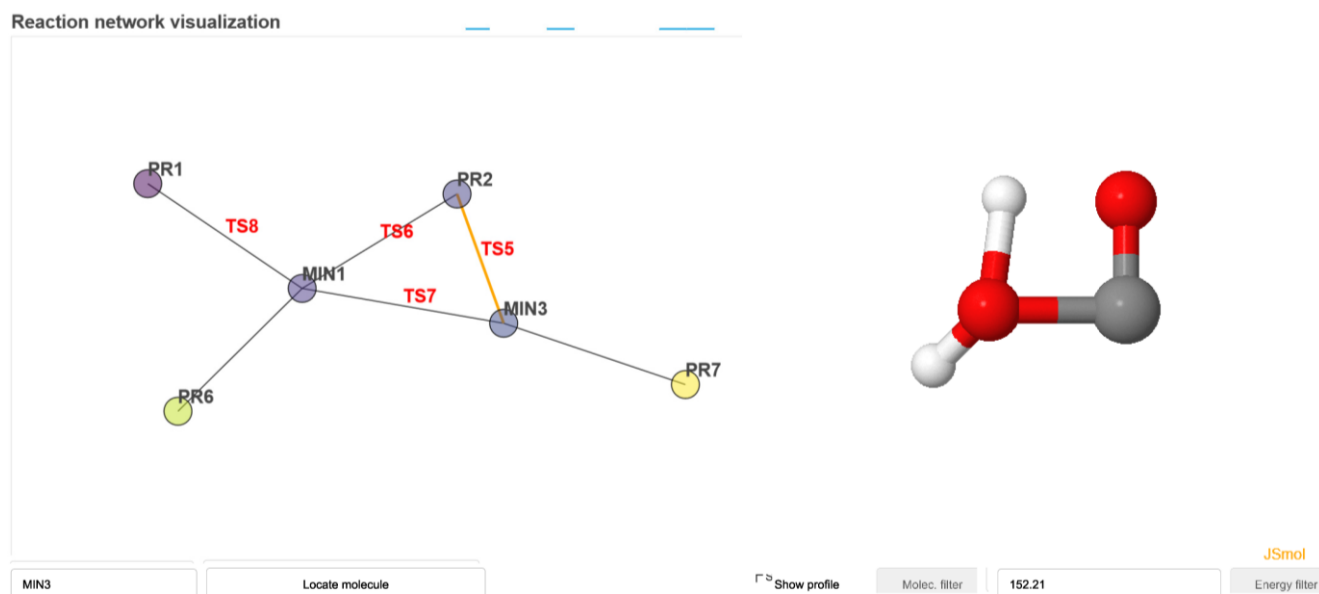 Reaction network visualization
PR1
PR2
TS8
TS6
TS5
MIN1
TS7
MIN3
PR7
PR6
JSmol
MIN3
Locate molecule
Show profile
Molec. filter
152.21
Energy filter